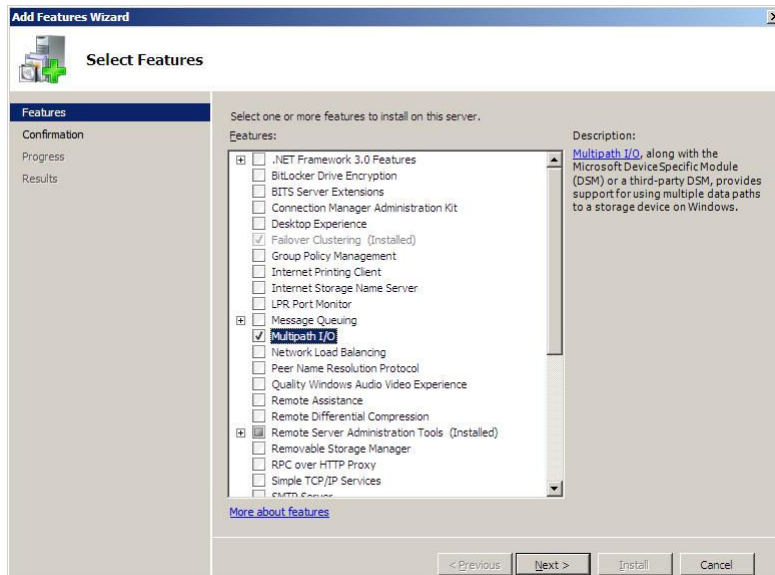 Add Features Wizard
Select Features
Features
Confirmation
Progress
Results
Select one or more features to install on this server.
Features:
.NET Framework 3.0 Features
BitLocker Drive Encryption
BITS Server Extensions
Connection Manager Administration Kit
Desktop Experience
Failover Clustering (Installed)
Group Policy Management
Internet Printing Client
Internet Storage Name Server
LPR Port Monitor
Message Queuing
Multipath I/O
Network Load Balancing
Peer Name Resolution Protocol
Quality Windows Audio Video Experience
Remote Assistance
Remote Differential Compression
Remote Server Administration Tools (Installed)
Removable Storage Manager
RPC over HTTP Proxy
Simple TCP/IP Services
SMTP Server
More about features
Description:
Multipath I/O, along with the
Microsoft DeviceSpecific Module
(DSM) or a third-party DSM, provides
support for using multiple data paths
to a storage device on Windows.
< Previous
Next >
Install
Cancel